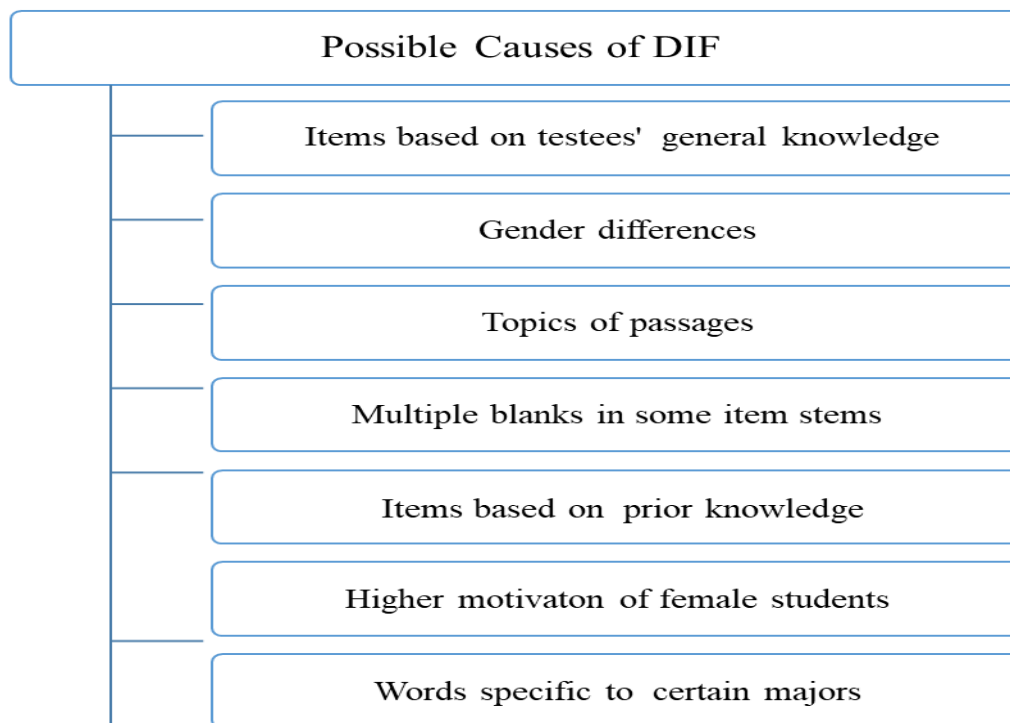 Possible Causes of DIF
Items based on testees' general knowledge
Gender differences
Topics of passages
Multiple blanks in some item stems
Items based on prior knowledge
Higher motivaton of female students
Words specific to certain majors